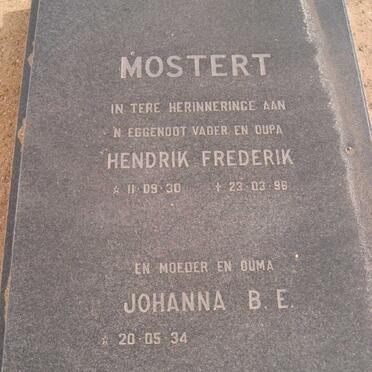 MOSTERT
IN TERE HERINNERINGE AAN
'N EGGENOOT VADER EN OUPA
HENDRIK FREDERIK
☆ 11·09·30 ✝ 23·03·96
EN MOEDER EN OUMA
JOHANNA B.E.
☆ 20·05·34